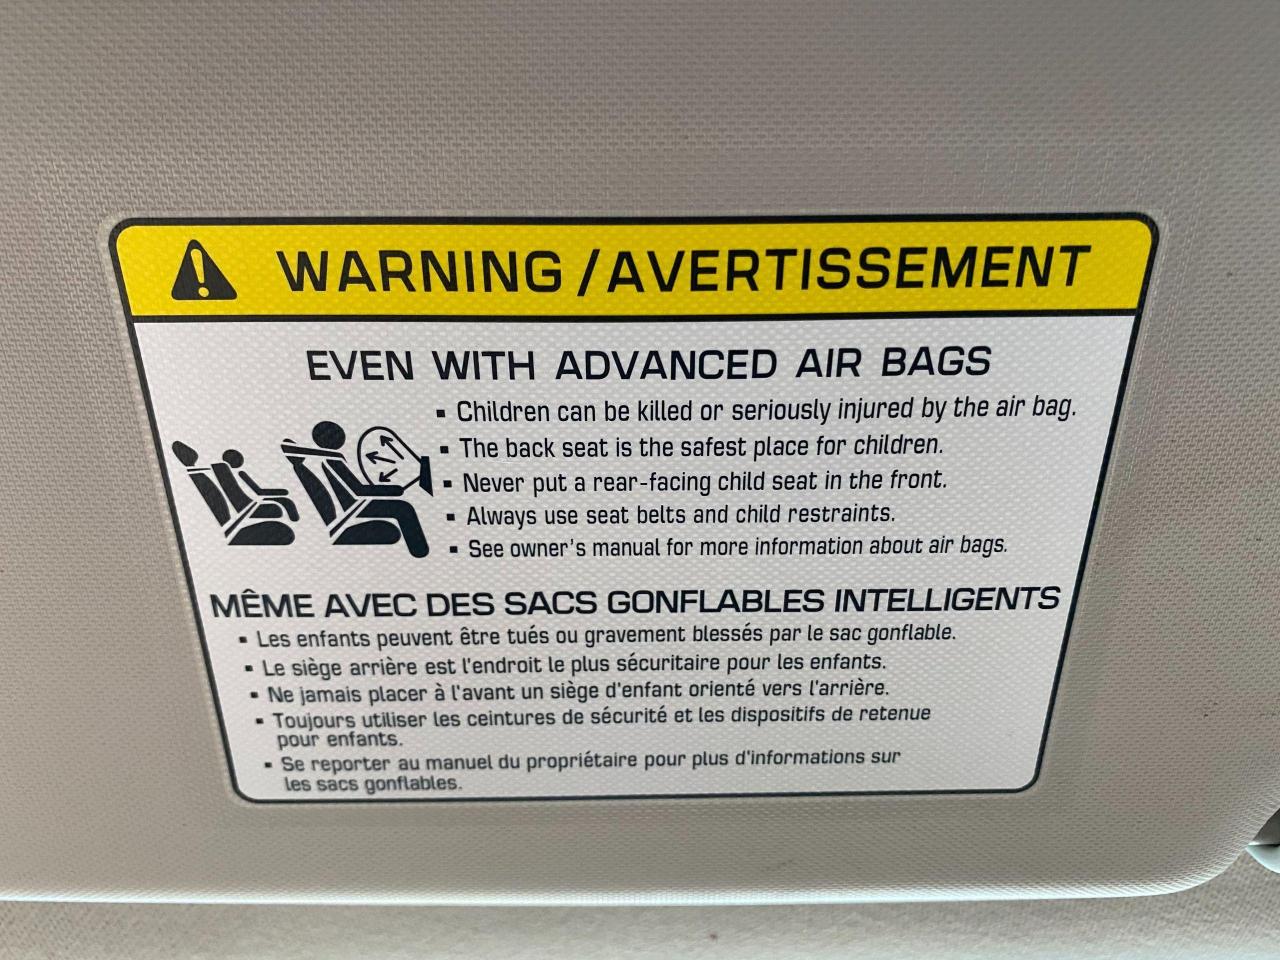 WARNING/AVERTISSEMENT
EVEN WITH ADVANCED AIR BAGS
▪ Children can be killed or seriously injured by the air bag.
▪ The back seat is the safest place for children.
▪ Never put a rear-facing child seat in the front.
▪ Always use seat belts and child restraints.
▪ See owner's manual for more information about air bags.
MÊME AVEC DES SACS GONFLABLES INTELLIGENTS
▪ Les enfants peuvent être tués ou gravement blessés par le sac gonflable.
▪ Le siège arrière est l'endroit le plus sécuritaire pour les enfants.
▪ Ne jamais placer à l'avant un siège d'enfant orienté vers l'arrière.
▪ Toujours utiliser les ceintures de sécurité et les dispositifs de retenue
pour enfants.
▪ Se reporter au manuel du propriétaire pour plus d'informations sur
les sacs gonflables.